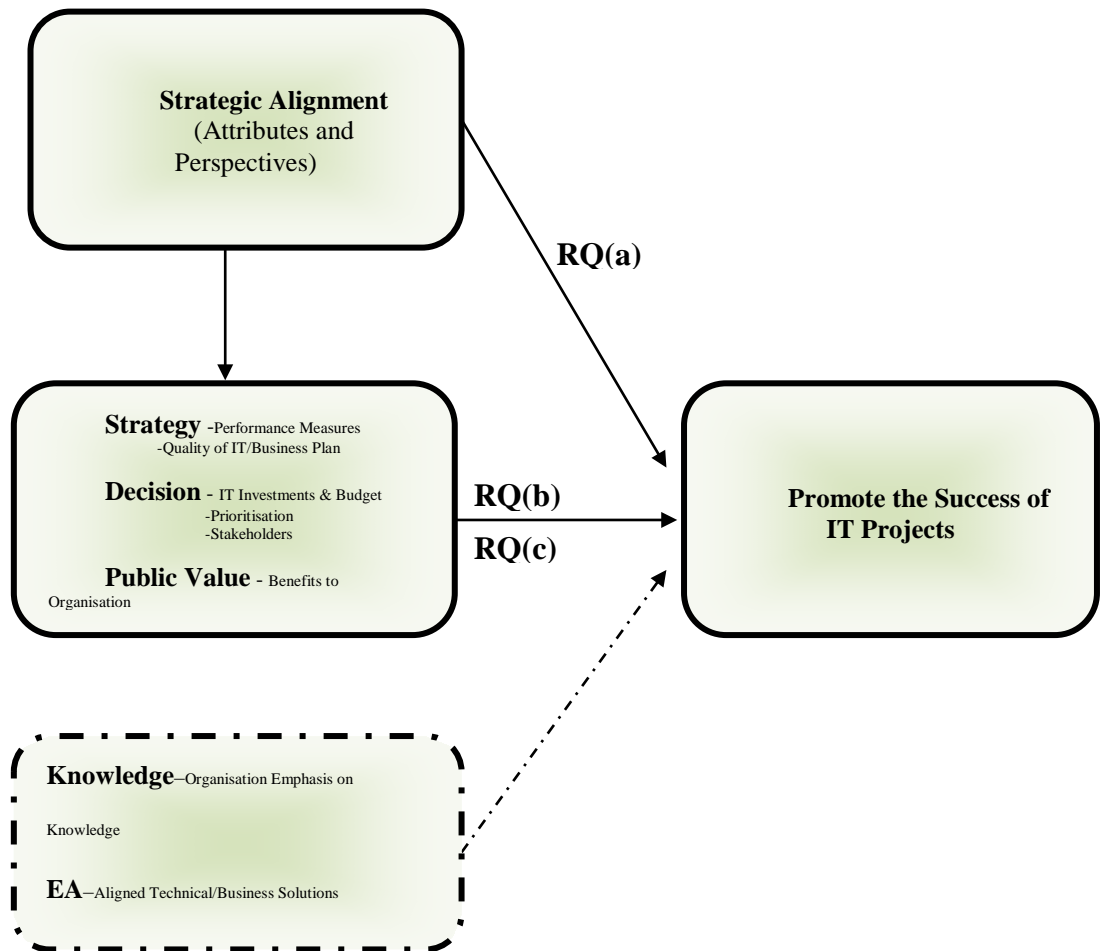 Strategic Alignment
(Attributes and
Perspectives)
RQ(a)
Strategy -Performance Measures
-Quality of IT/Business Plan
Decision - IT Investments & Budget
-Prioritisation
-Stakeholders
Public Value - Benefits to
Organisation
RQ(b)
RQ(c)
Promote the Success of
IT Projects
Knowledge–Organisation Emphasis on
Knowledge
EA–Aligned Technical/Business Solutions